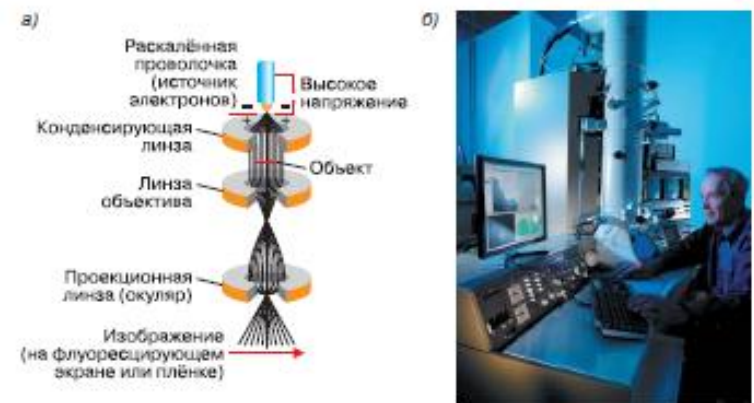 а)
Раскалённая
проволочка
(источник
электронов)
Высокое
напряжение
Конденсирующая
линза
Объект
Линза
объектива
Проекционная
линза (окуляр)
Изображение
(на флуоресцирующем
экране или плёнке)
б)